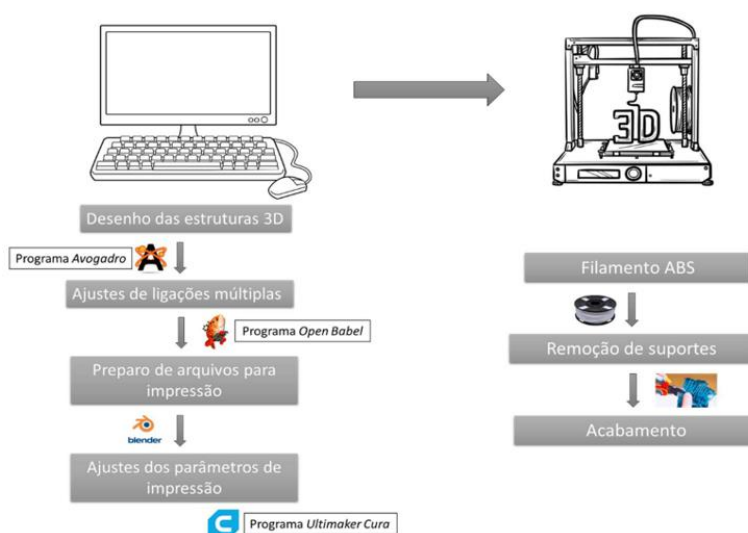 3D
Desenho das estruturas 3D
Programa Avogadro
Ajustes de ligações múltiplas
Programa Open Babel
Preparo de arquivos para
impressão
blender
Ajustes dos parâmetros de
impressão
Programa Ultimaker Cura
Filamento ABS
Remoção de suportes
Acabamento